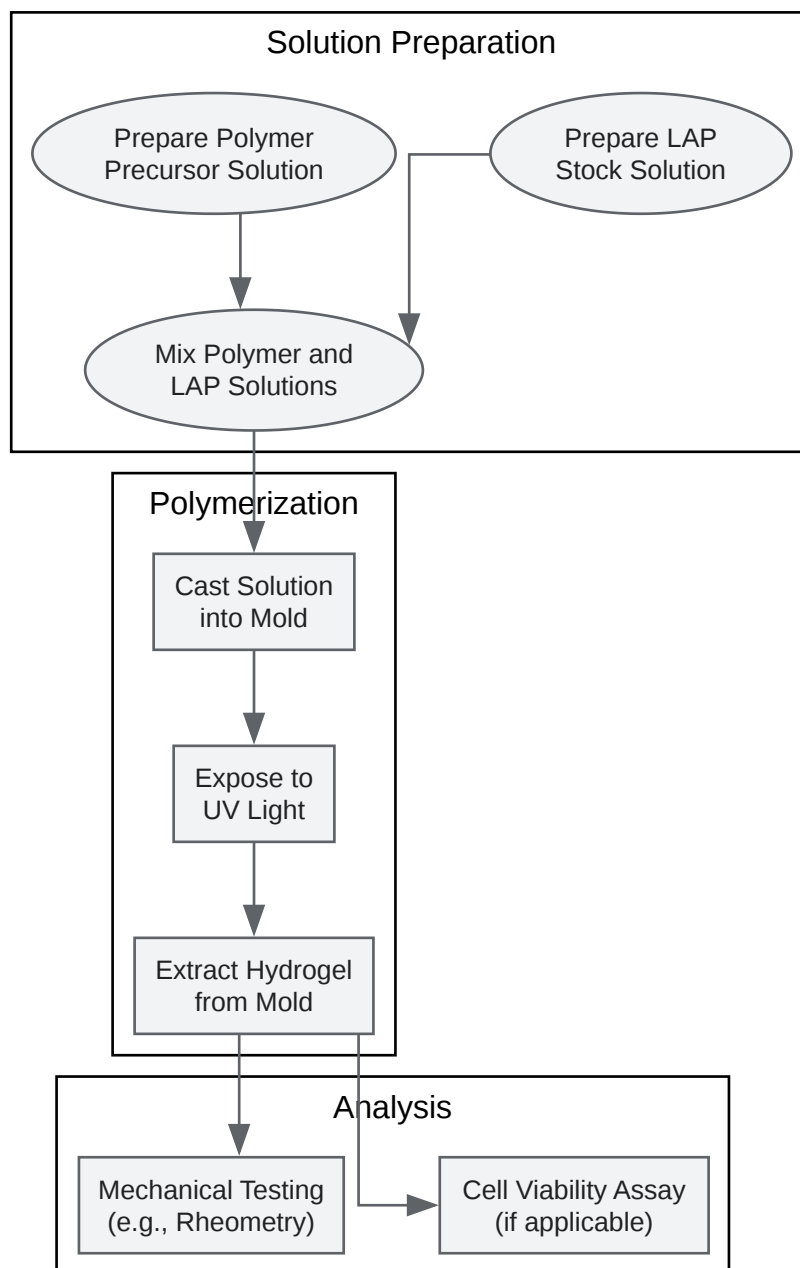 Solution Preparation
Prepare Polymer
Precursor Solution
Prepare LAP
Stock Solution
Mix Polymer and
LAP Solutions
Polymerization
Cast Solution
into Mold
Expose to
UV Light
Extract Hydrogel
from Mold
Analysis
Mechanical Testing
(e.g., Rheometry)
Cell Viability Assay
(if applicable)